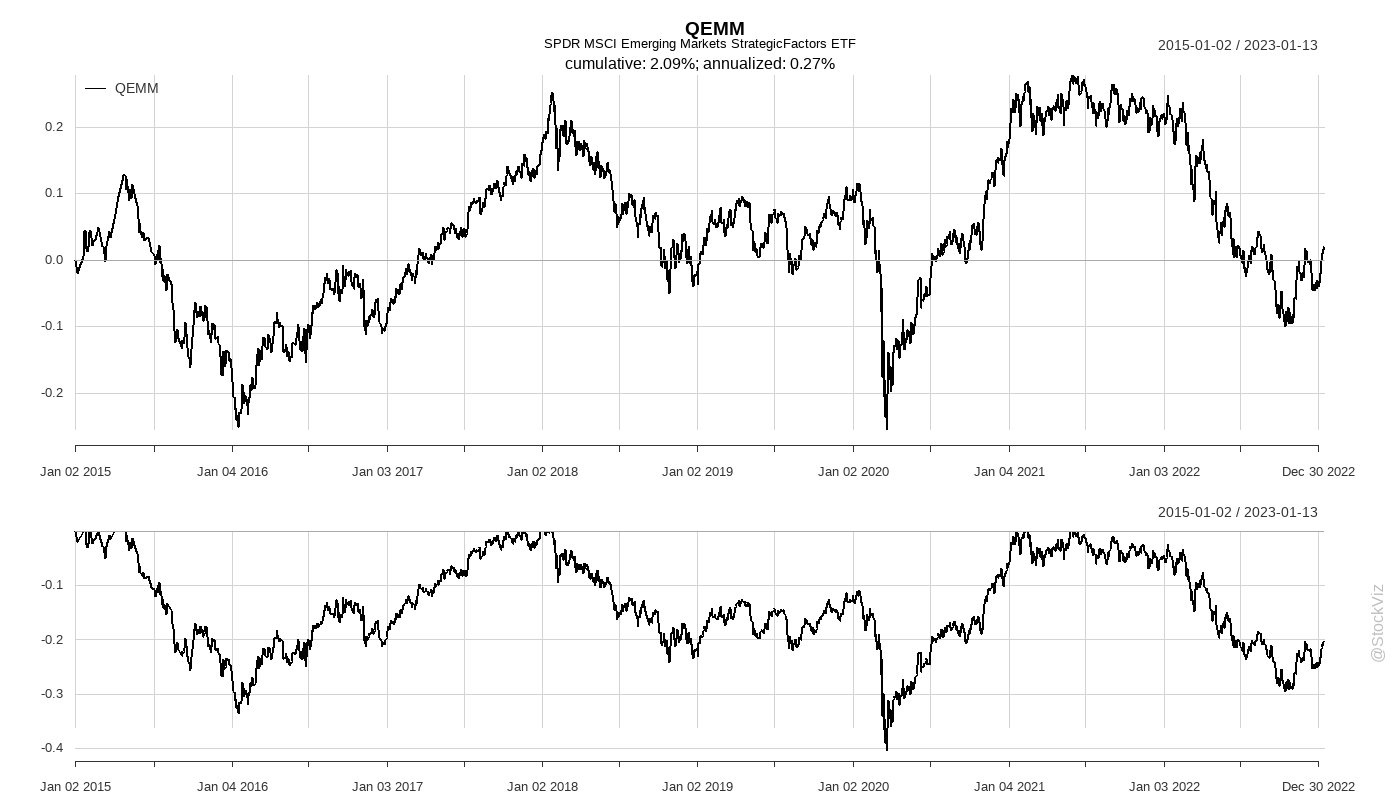 QEMM
SPDR MSCI Emerging Markets StrategicFactors ETF
cumulative: 2.09%; annualized: 0.27%
2015-01-02 / 2023-01-13
QEMM
0.2
0.1
0.0
-0.1
-0.2
Jan 02 2015 Jan 04 2016 Jan 03 2017 Jan 02 2018 Jan 02 2019 Jan 02 2020 Jan 04 2021 Jan 03 2022 Dec 30 2022
2015-01-02 / 2023-01-13
-0.1
-0.2
-0.3
-0.4
Jan 02 2015 Jan 04 2016 Jan 03 2017 Jan 02 2018 Jan 02 2019 Jan 02 2020 Jan 04 2021 Jan 03 2022 Dec 30 2022
@StockViz